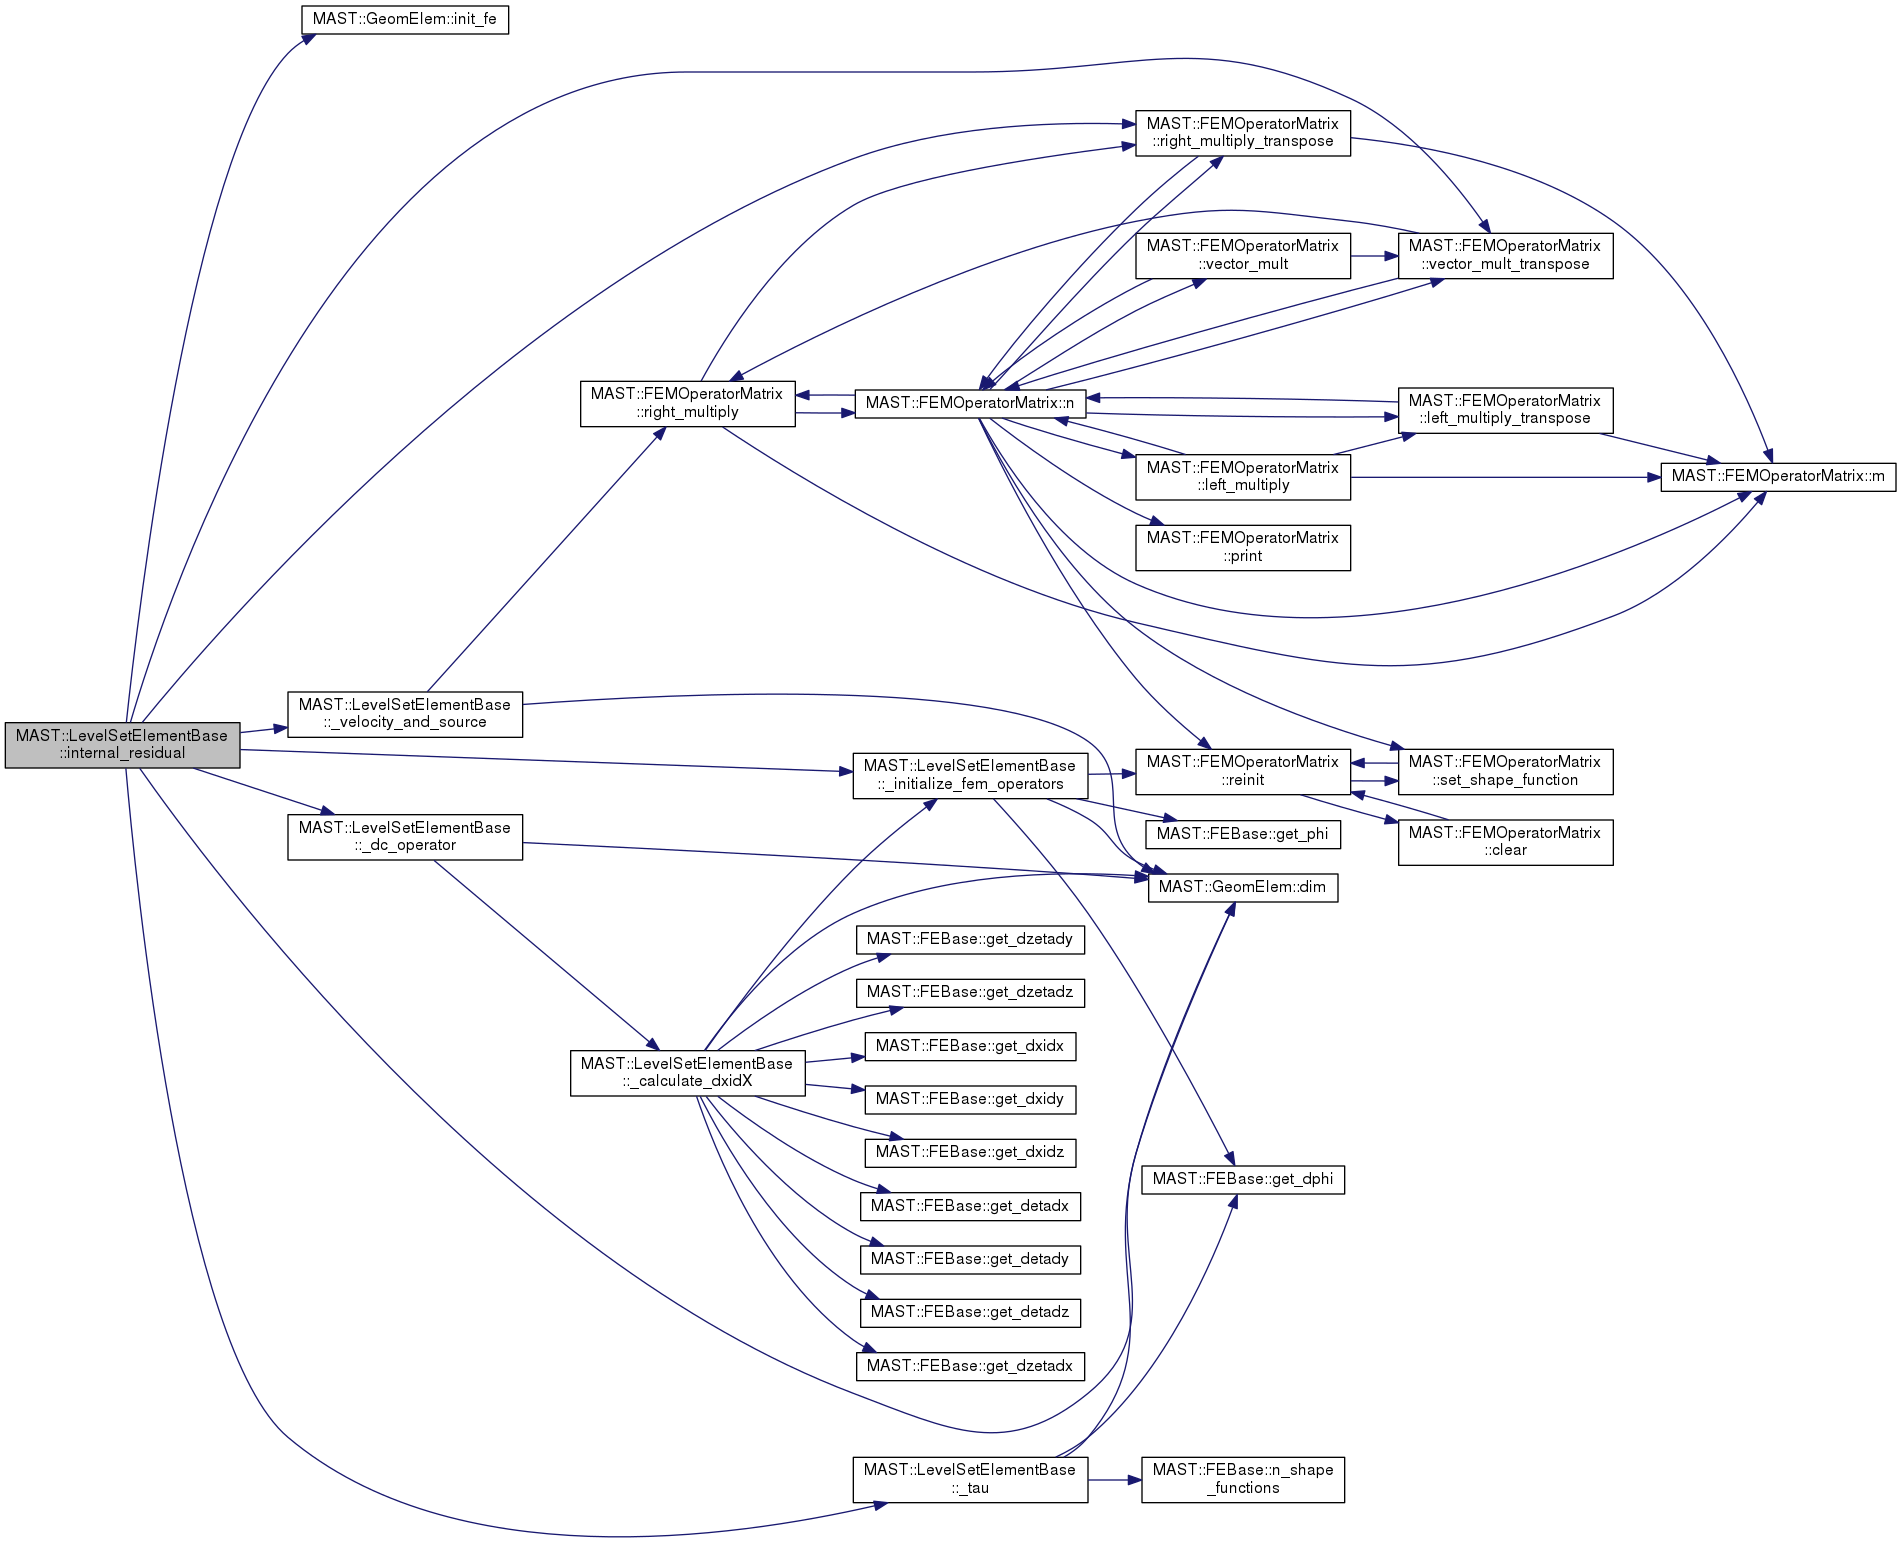 MAST::GeomElem::init_fe
MAST::FEMOperatorMatrix
::right_multiply_transpose
MAST::FEMOperatorMatrix
::vector_mult
MAST::FEMOperatorMatrix
::vector_mult_transpose
MAST::FEMOperatorMatrix
::right_multiply
MAST::FEMOperatorMatrix::n
MAST::FEMOperatorMatrix
::left_multiply_transpose
MAST::FEMOperatorMatrix
::left_multiply
MAST::FEMOperatorMatrix::m
MAST::FEMOperatorMatrix
::print
MAST::LevelSetElementBase
::_velocity_and_source
MAST::LevelSetElementBase
::internal_residual
MAST::LevelSetElementBase
::_initialize_fem_operators
MAST::FEMOperatorMatrix
::reinit
MAST::FEMOperatorMatrix
::set_shape_function
MAST::LevelSetElementBase
::_dc_operator
MAST::FEBase::get_phi
MAST::FEMOperatorMatrix
::clear
MAST::GeomElem::dim
MAST::FEBase::get_dzetady
MAST::FEBase::get_dzetadz
MAST::FEBase::get_dxidx
MAST::LevelSetElementBase
::_calculate_dxidX
MAST::FEBase::get_dxidy
MAST::FEBase::get_dxidz
MAST::FEBase::get_dphi
MAST::FEBase::get_detadx
MAST::FEBase::get_detady
MAST::FEBase::get_detadz
MAST::FEBase::get_dzetadx
MAST::LevelSetElementBase
::_tau
MAST::FEBase::n_shape
_functions